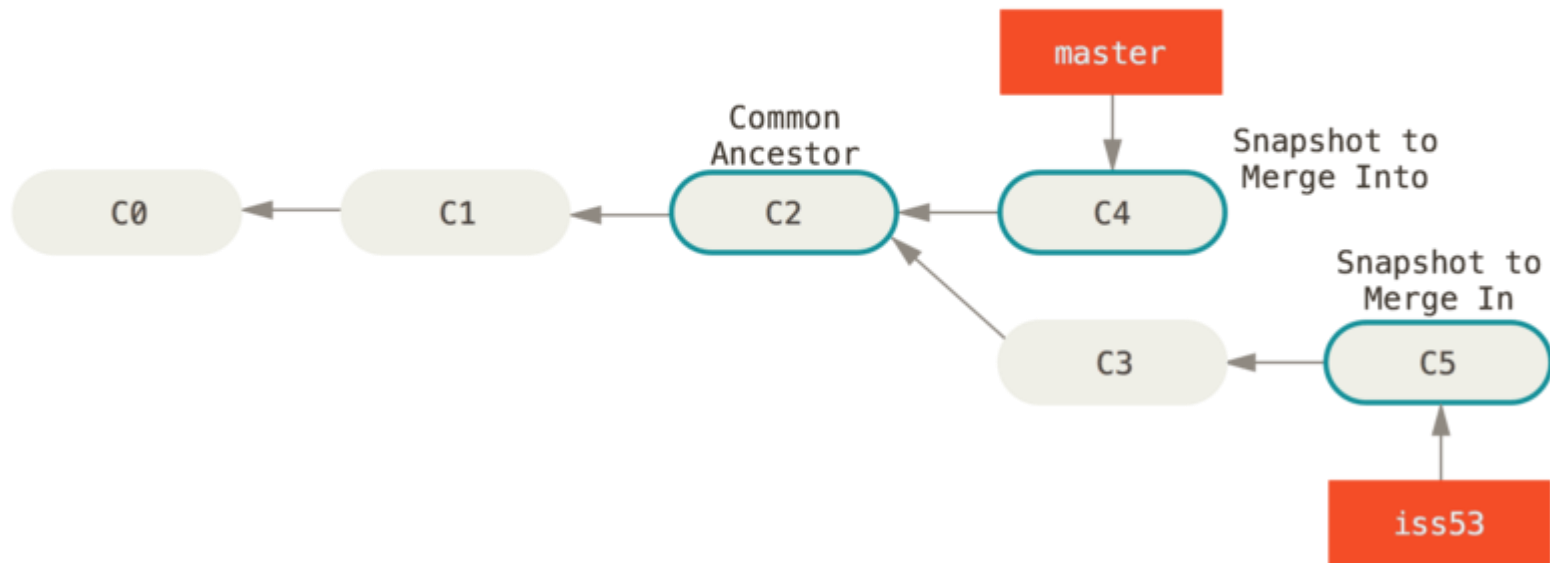 master
Common
Ancestor
Snapshot to
Merge Into
C0
C1
C2
C4
Snapshot to
Merge In
C3
C5
iss53